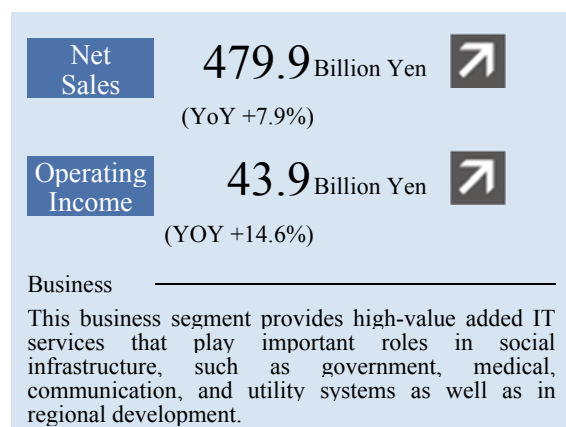 Net
Sales
479.9 Billion Yen
(YoY +7.9%)
Operating
Income
43.9 Billion Yen
(YOY +14.6%)
Business
This business segment provides high-value added IT
services that play important roles in social
infrastructure, such as government, medical,
communication, and utility systems as well as in
regional development.